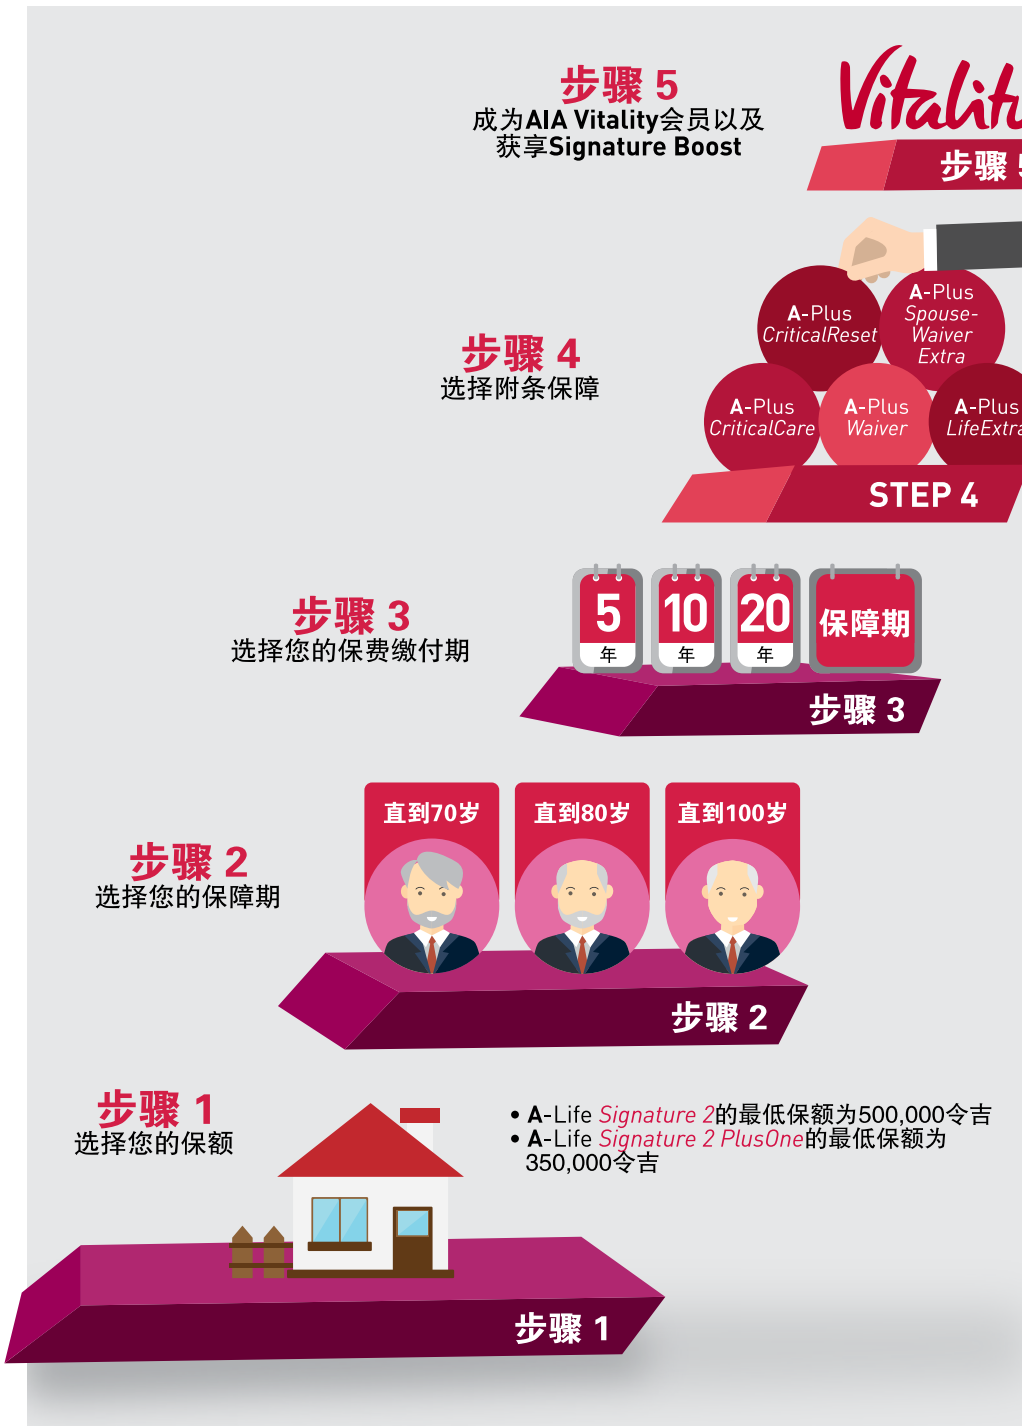 步骤 5
成为AIA Vitality会员以及
获享Signature Boost
Vitality
步骤 5
步骤 4
选择附条保障
A-Plus
CriticalReset
A-Plus
Spouse-
Waiver
Extra
A-Plus
CriticalCare
A-Plus
Waiver
A-Plus
LifeExtra
STEP 4
步骤 3
选择您的保费缴付期
5
年
10
年
20
年
保障期
步骤 3
步骤 2
选择您的保障期
直到70岁
直到80岁
直到100岁
步骤 2
步骤 1
选择您的保额
• A-Life Signature 2的最低保额为500,000令吉
• A-Life Signature 2 PlusOne的最低保额为
350,000令吉
步骤 1